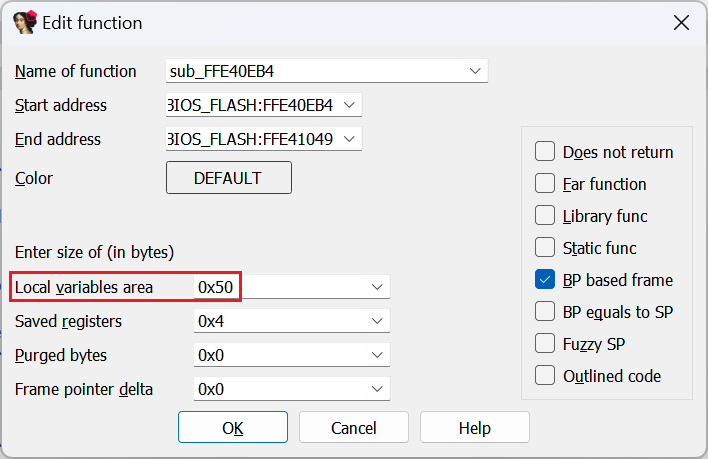 Edit function
Name of function sub_FFE40EB4
Start address BIOS_FLASH:FFE40EB4
End address BIOS_FLASH:FFE41049
Color DEFAULT
Enter size of (in bytes)
Local variables area 0x50
Saved registers 0x4
Purged bytes 0x0
Frame pointer delta 0x0
Does not return
Far function
Library func
Static func
BP based frame
BP equals to SP
Fuzzy SP
Outlined code
OK Cancel Help